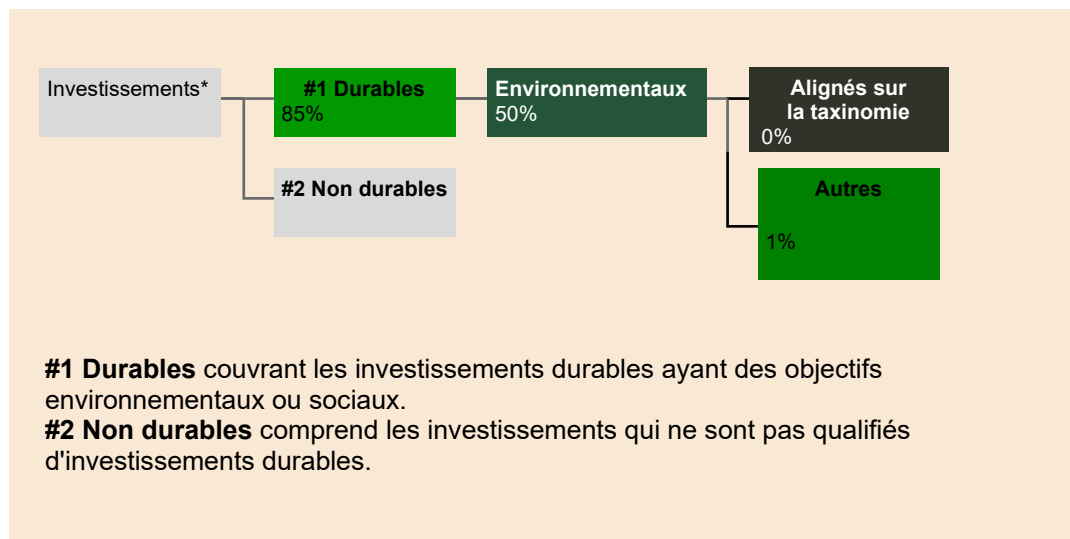 Investissements*
#1 Durables
85%
Environnementaux
50%
Alignés sur
la taxinomie
0%
#2 Non durables
Autres
1%
#1 Durables couvrant les investissements durables ayant des objectifs
environnementaux ou sociaux.
#2 Non durables comprend les investissements qui ne sont pas qualifiés
d'investissements durables.